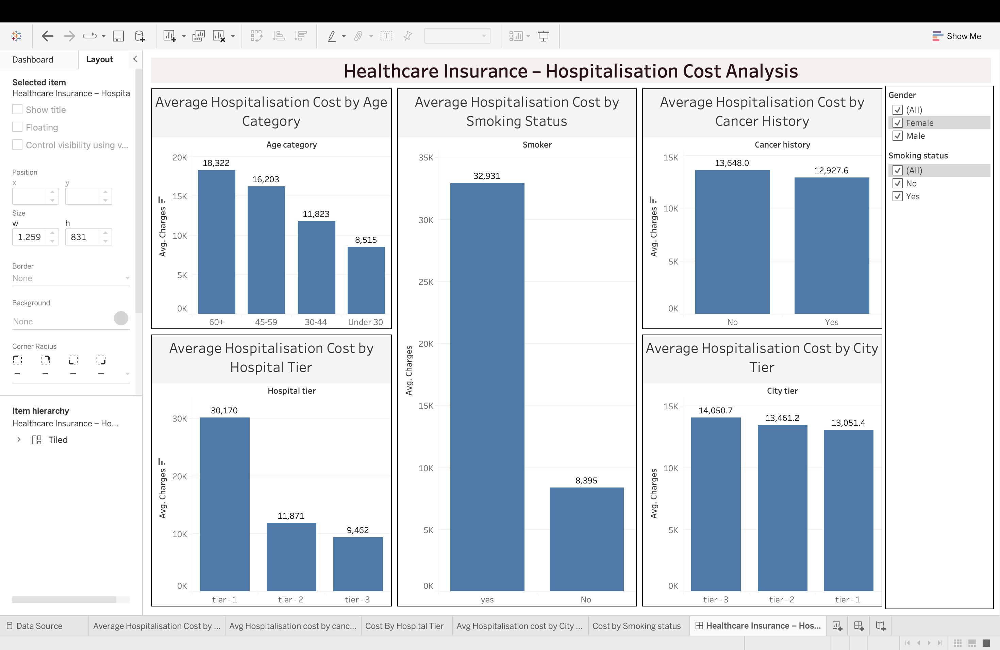 Show Me
Dashboard
Layout
Selected item
Healthcare Insurance – Hospita
Show title
Floating
Control visibility using v...
Position
x y
Size
w h
1,259 831
Border
None
Background
None
Corner Radius
Item hierarchy
Healthcare Insurance – Ho...
Tiled
Healthcare Insurance – Hospitalisation Cost Analysis
Average Hospitalisation Cost by Age
Category
Age category
Avg. Charges
20K
15K
10K
5K
0K
18,322
16,203
11,823
8,515
60+ 45-59 30-44 Under 30
Average Hospitalisation Cost by
Hospital Tier
Hospital tier
Avg. Charges
30K
20K
10K
0K
30,170
11,871
9,462
tier - 1 tier - 2 tier - 3
Average Hospitalisation Cost by
Smoking Status
Smoker
Avg. Charges
35K
30K
25K
20K
15K
10K
5K
0K
32,931
8,395
yes No
Average Hospitalisation Cost by
Cancer History
Cancer history
Avg. Charges
15K
10K
5K
0K
13,648.0
12,927.6
No Yes
Average Hospitalisation Cost by City
Tier
City tier
Avg. Charges
15K
10K
5K
0K
14,050.7
13,461.2
13,051.4
tier - 3 tier - 2 tier - 1
Gender
(All)
Female
Male
Smoking status
(All)
No
Yes
Data Source
Average Hospitalisation Cost by ...
Avg Hospitalisation cost by canc...
Cost By Hospital Tier
Avg Hospitalisation cost by City ...
Cost by Smoking status
Healthcare Insurance – Hos...